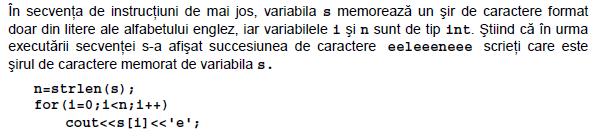 În secvența de instrucțiuni de mai jos, variabila s memorează un șir de caractere format
doar din litere ale alfabetului englez, iar variabilele i și n sunt de tip int. Știind că în urma
executării secvenței s-a afișat succesiunea de caractere eeleeeneee scrieți care este
șirul de caractere memorat de variabila s.
n=strlen(s);
for(i=0;i<n;i++)
cout<<s[i]<<'e';